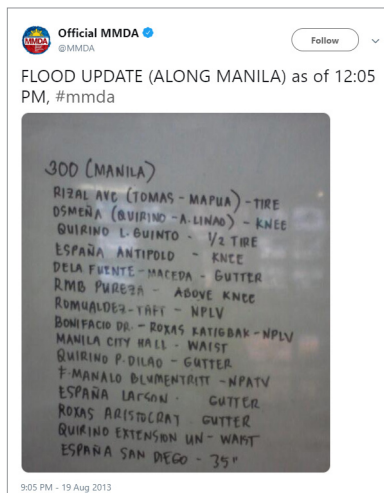 Official MMDA
@MMDA
Follow
FLOOD UPDATE (ALONG MANILA) as of 12:05
PM, #mmda
300 (MANILA)
RIZAL AVE (TOMAS - MAPUA) - TIRE
OSMEÑA (QUIRINO - A. LINAO) - KNEE
QUIRINO L. GUINTO - 1/2 TIRE
ESPAÑA ANTIPOLO - KNEE
DELA FUENTE - MACEDA - GUTTER
RMB PUREZA - ABOVE KNEE
ROMUALDEZ - TAFT - NPLV
BONIFACIO DR. - ROXAS KATIGBAK - NPLV
MANILA CITY HALL - WAIST
QUIRINO P. DILAO - GUTTER
F. MANALO BLUMENTRITT - NPATV
ESPAÑA LACSON - GUTTER
ROXAS ARISTOCRAT GUTTER
QUIRINO EXTENSION UN - WAIST
ESPAÑA SAN DIEGO - 35"
9:05 PM - 19 Aug 2013